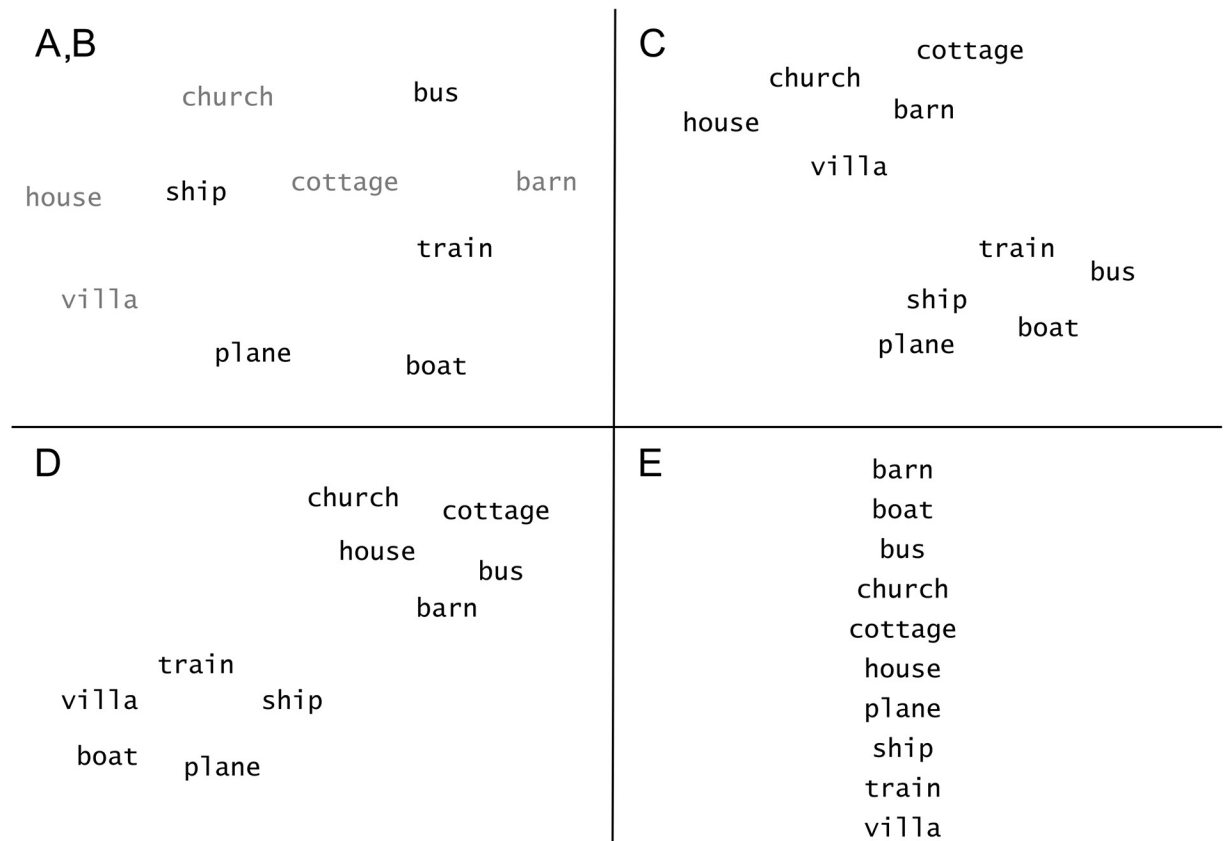 A,B
church
bus
house
ship
cottage
barn
train
villa
plane
boat
C
cottage
church
barn
house
villa
train
bus
ship
boat
plane
D
church
cottage
house
bus
barn
train
villa
ship
boat
plane
E
barn
boat
bus
church
cottage
house
plane
ship
train
villa